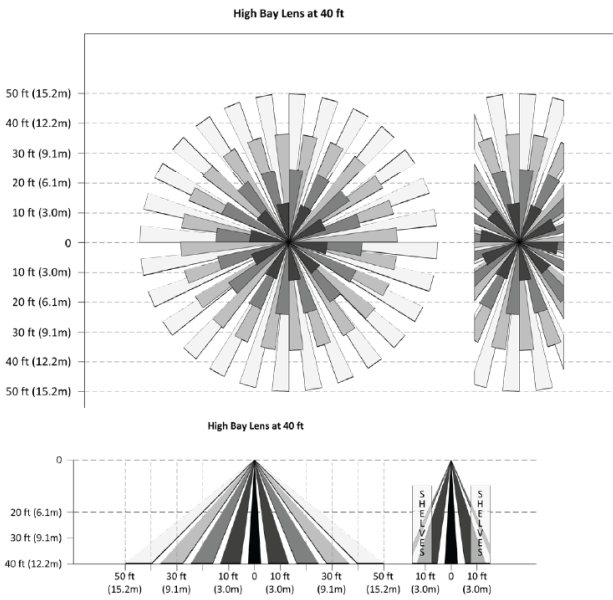 High Bay Lens at 40 ft
50 ft (15.2m)
40 ft (12.2m)
30 ft (9.1m)
20 ft (6.1m)
10 ft (3.0m)
0
10 ft (3.0m)
20 ft (6.1m)
30 ft (9.1m)
40 ft (12.2m)
50 ft (15.2m)
High Bay Lens at 40 ft
0
20 ft (6.1m)
30 ft (9.1m)
40 ft (12.2m)
SHELVES
SHELVES
50 ft 30 ft 10 ft 0 10 ft 30 ft 50 ft 10 ft 0 10 ft
(15.2m) (9.1m) (3.0m) (3.0m) (9.1m) (15.2m) (3.0m) (3.0m)